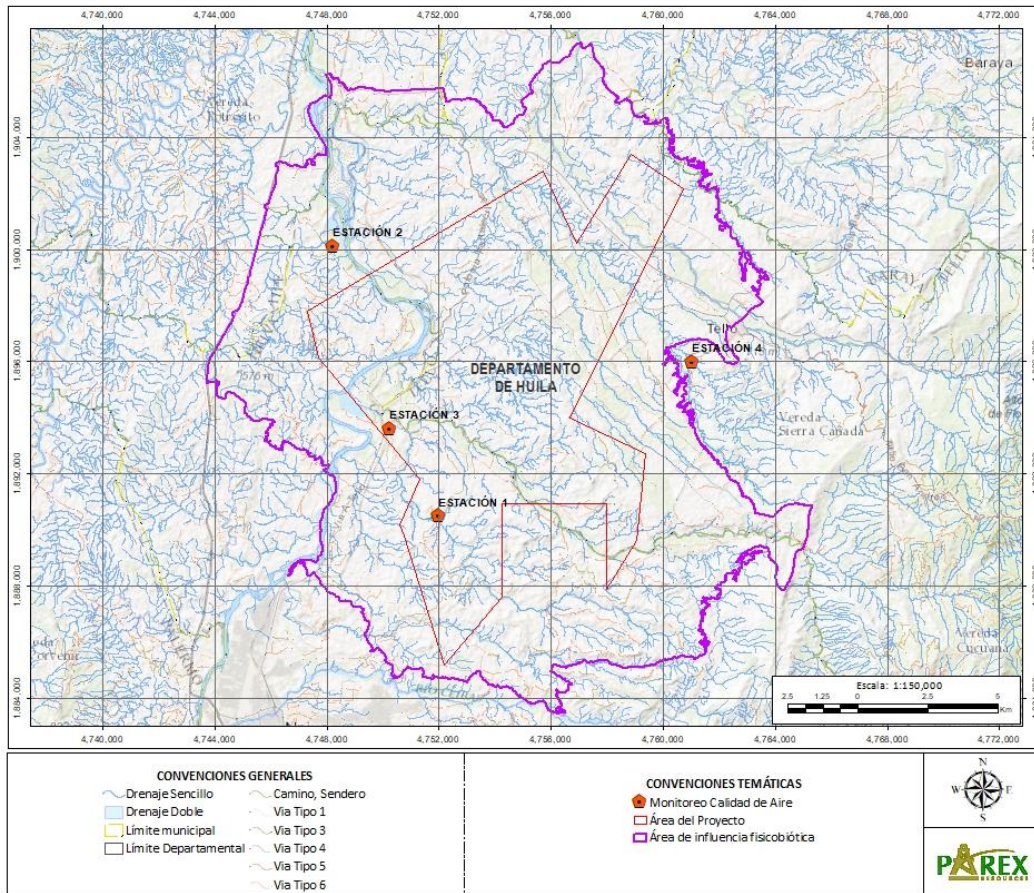 4,740,000 4,744,000 4,748,000 4,752,000 4,756,000 4,760,000 4,764,000 4,768,000 4,772,000
Baraya
1,904,000
1,900,000
1,896,000
1,892,000
1,888,000
1,884,000
ESTACIÓN 2
Tello
ESTACIÓN 4
DEPARTAMENTO
DE HUILA
ESTACIÓN 3
Vereda
Sierra Cañada
ESTACIÓN 1
Vereda
Cucuana
Escala: 1:150,000
2.5 1.25 0 2.5 5
Km
4,740,000 4,744,000 4,748,000 4,752,000 4,756,000 4,760,000 4,764,000 4,768,000 4,772,000
CONVENCIONES GENERALES
Drenaje Sencillo
Drenaje Doble
Límite municipal
Límite Departamental
Camino, Sendero
Via Tipo 1
Via Tipo 3
Via Tipo 4
Via Tipo 5
Via Tipo 6
CONVENCIONES TEMÁTICAS
Monitoreo Calidad de Aire
Área del Proyecto
Área de influencia fisicobiótica
N
W E
S
PAREX
RESOURCES